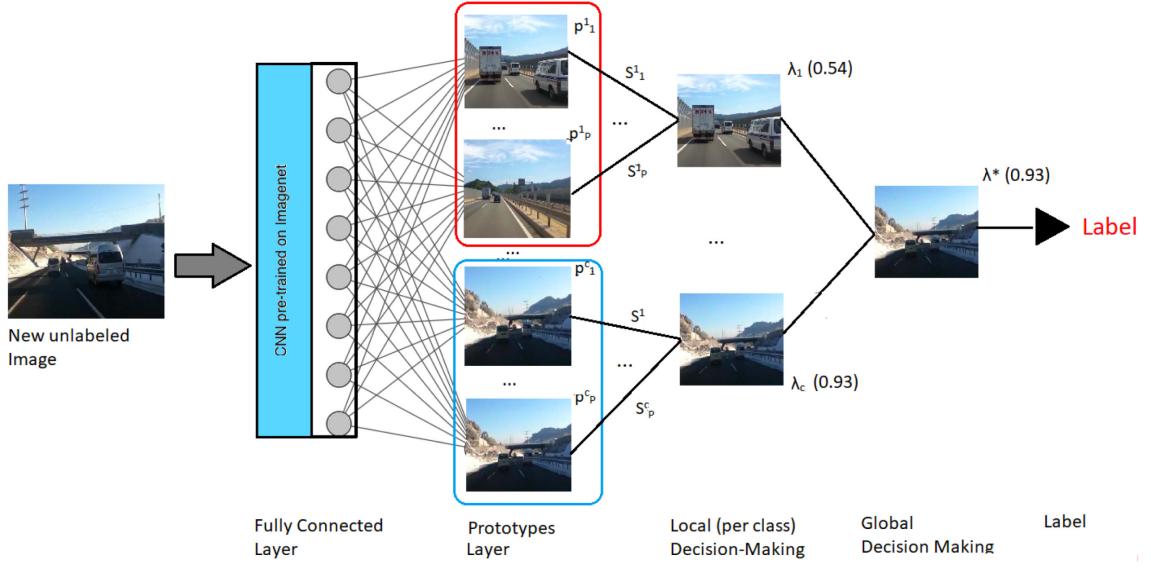 New unlabeled
Image
CNN pre-trained on Imagenet
p¹₁
...
p¹ₚ
... ...
pᶜ₁
...
pᶜₚ
S¹₁
...
S¹ₚ
S¹
...
Sᶜₚ
λ₁ (0.54)
...
λ꜀ (0.93)
λ* (0.93)
Label
Fully Connected
Layer
Prototypes
Layer
Local (per class)
Decision-Making
Global
Decision Making
Label